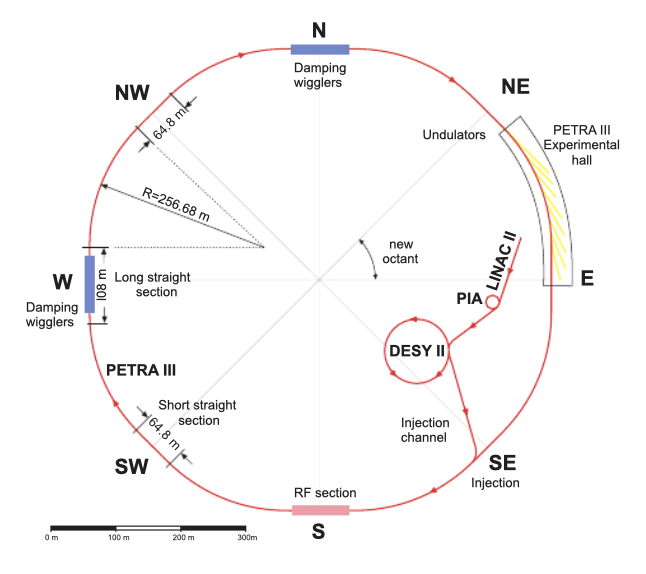 N
Damping
wigglers
NW
64.8 m
NE
Undulators
PETRA III
Experimental
hall
R=256.68 m
new
octant
W
Damping
wigglers
108 m
Long straight
section
E
LINAC II
PIA
DESY II
PETRA III
Short straight
section
64.8 m
SW
Injection
channel
SE
Injection
RF section
S
0 m
100 m
200 m
300m